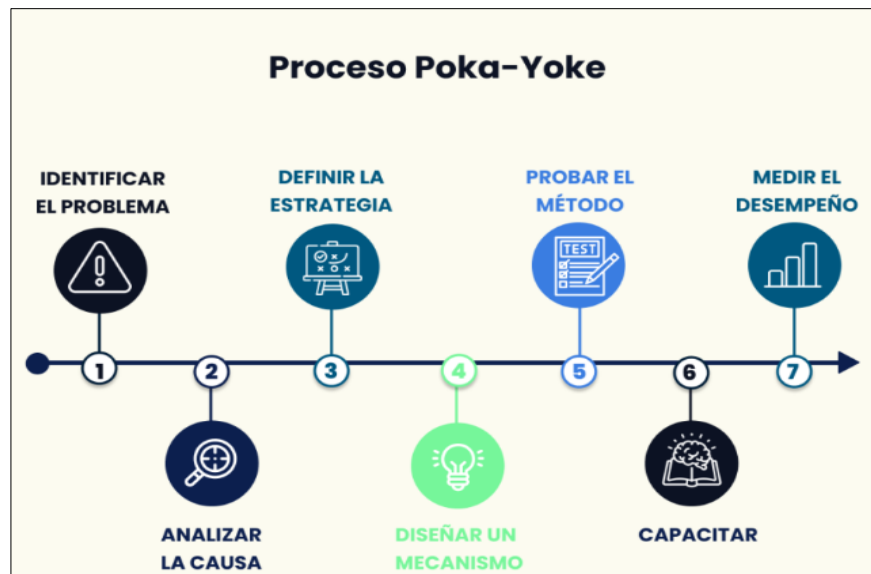 Proceso Poka-Yoke
IDENTIFICAR
EL PROBLEMA
DEFINIR LA
ESTRATEGIA
PROBAR EL
MÉTODO
MEDIR EL
DESEMPEÑO
TEST
1
2
3
4
5
6
7
ANALIZAR
LA CAUSA
DISEÑAR UN
MECANISMO
CAPACITAR